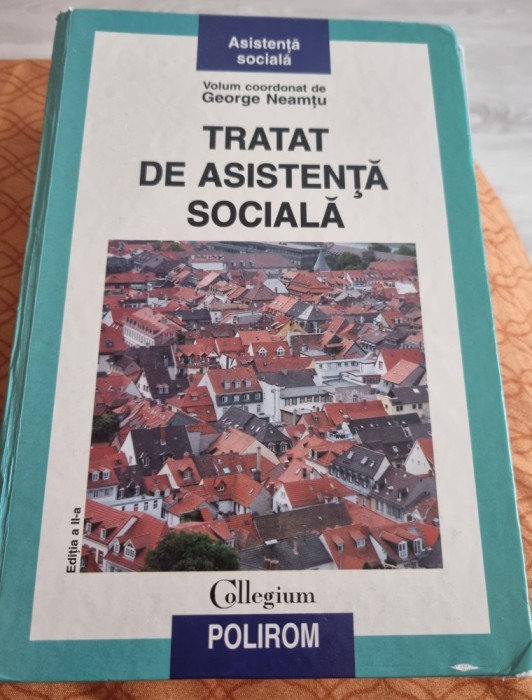 Asistență
socială
Volum coordonat de
George Neamțu
TRATAT
DE ASISTENȚĂ
SOCIALĂ
Ediția a II-a
Collegium
POLIROM